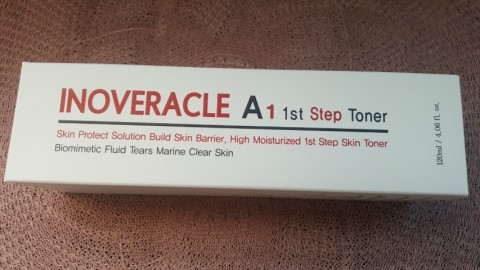 INOVERACLE A1 1st Step Toner
Skin Protect Solution Build Skin Barrier, High Moisturized 1st Step Skin Toner
Biomimetic Fluid Tears Marine Clear Skin
120ml / 4.06 fl. oz.